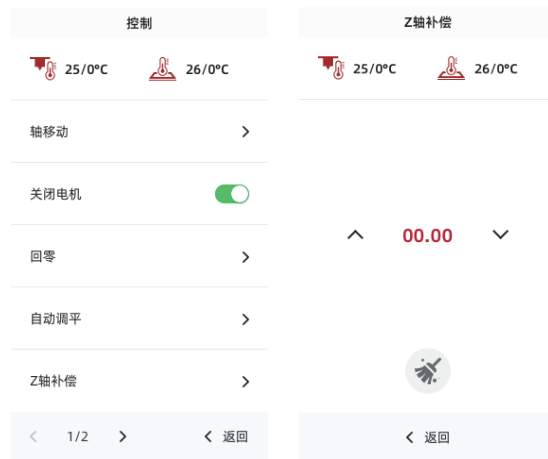 控制
25/0°C 26/0°C
轴移动
关闭电机
回零
自动调平
Z轴补偿
1/2 返回
Z轴补偿
25/0°C 26/0°C
00.00
返回